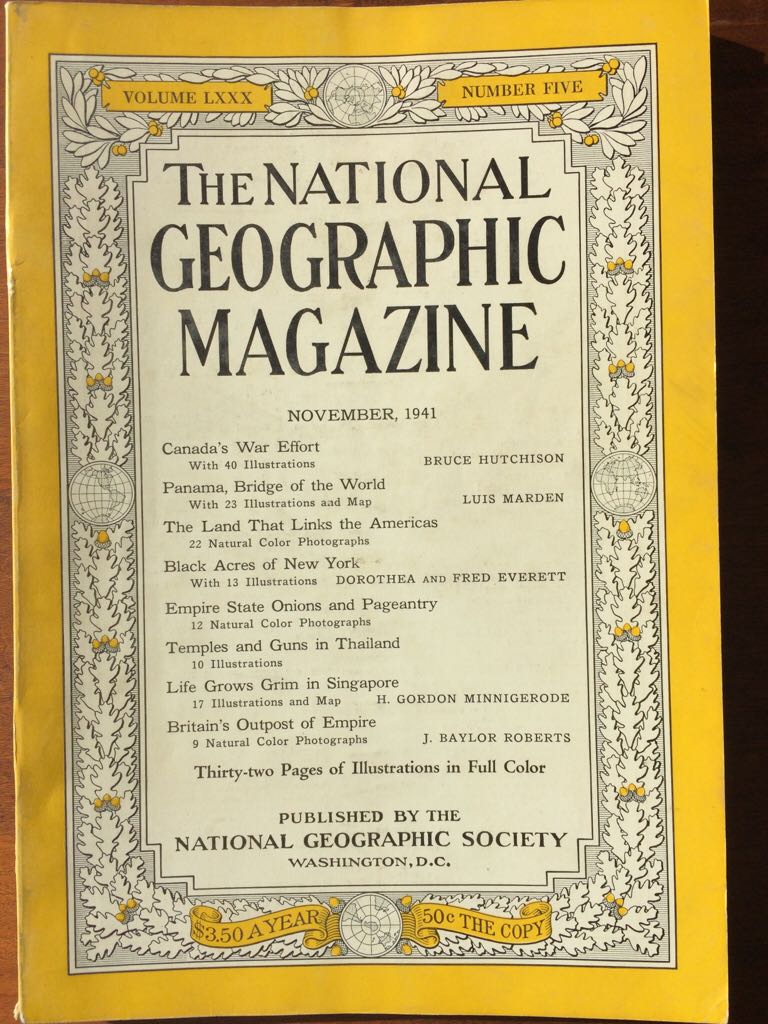 VOLUME LXXX
NUMBER FIVE
THE NATIONAL
GEOGRAPHIC
MAGAZINE
NOVEMBER, 1941
Canada's War Effort
With 40 Illustrations BRUCE HUTCHISON
Panama, Bridge of the World
With 23 Illustrations and Map LUIS MARDEN
The Land That Links the Americas
22 Natural Color Photographs
Black Acres of New York
With 13 Illustrations DOROTHEA AND FRED EVERETT
Empire State Onions and Pageantry
12 Natural Color Photographs
Temples and Guns in Thailand
10 Illustrations
Life Grows Grim in Singapore
17 Illustrations and Map H. GORDON MINNIGERODE
Britain's Outpost of Empire
9 Natural Color Photographs J. BAYLOR ROBERTS
Thirty-two Pages of Illustrations in Full Color
PUBLISHED BY THE
NATIONAL GEOGRAPHIC SOCIETY
WASHINGTON, D.C.
$3.50 A YEAR
50c THE COPY